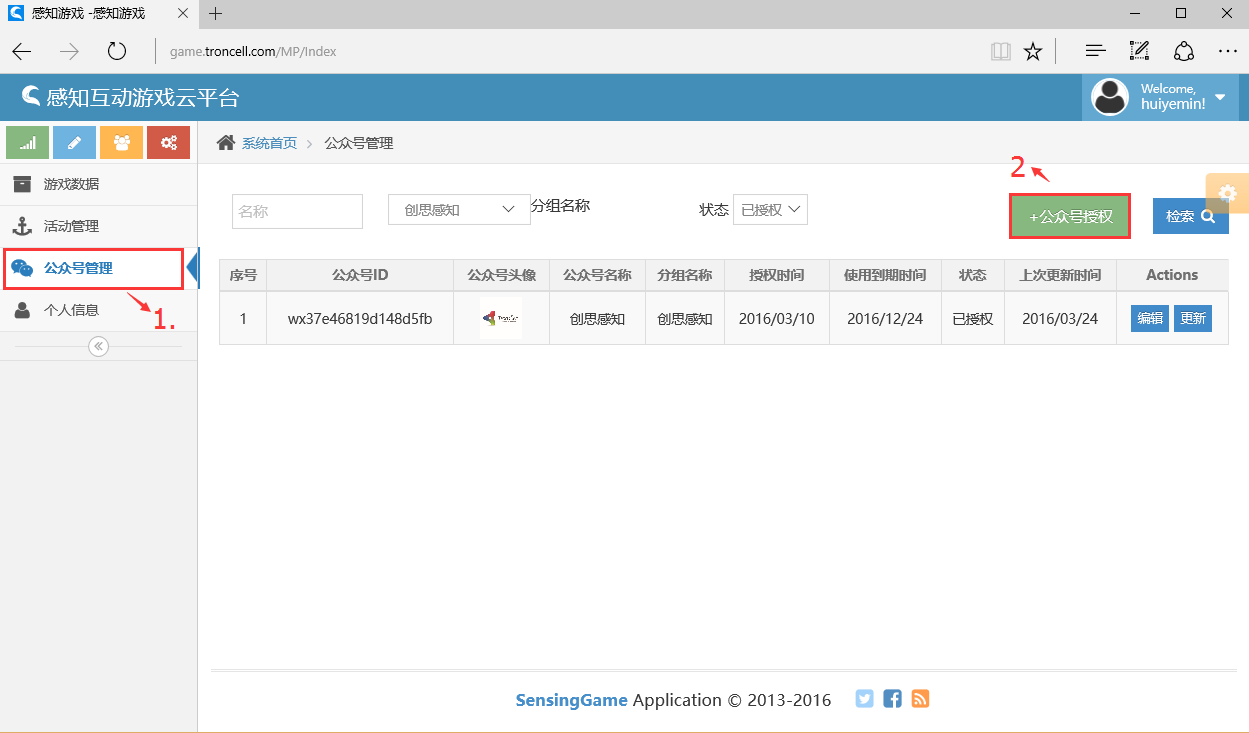 感知游戏 -感知游戏
game.troncell.com/MP/Index
感知互动游戏云平台
Welcome,
huiyemin!
系统首页 > 公众号管理
游戏数据
活动管理
公众号管理
个人信息
1.
2
名称
创思感知
分组名称
状态
已授权
+公众号授权
检索
序号 公众号ID 公众号头像 公众号名称 分组名称 授权时间 使用到期时间 状态 上次更新时间 Actions
1 wx37e46819d148d5fb 创思感知 创思感知 2016/03/10 2016/12/24 已授权 2016/03/24 编辑 更新
SensingGame Application © 2013-2016